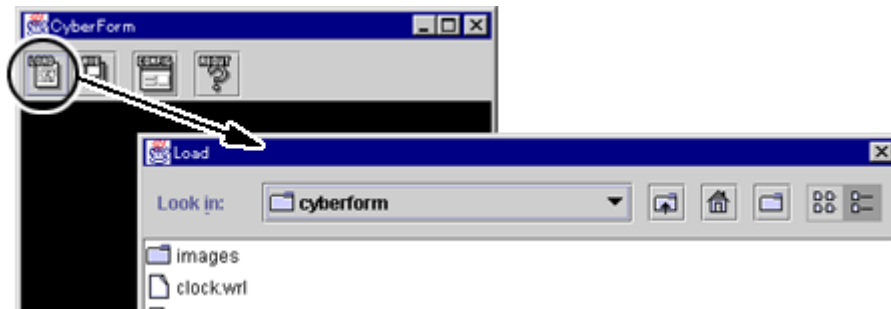 CyberForm
Load
Look in:
cyberform
images
clock.wrl